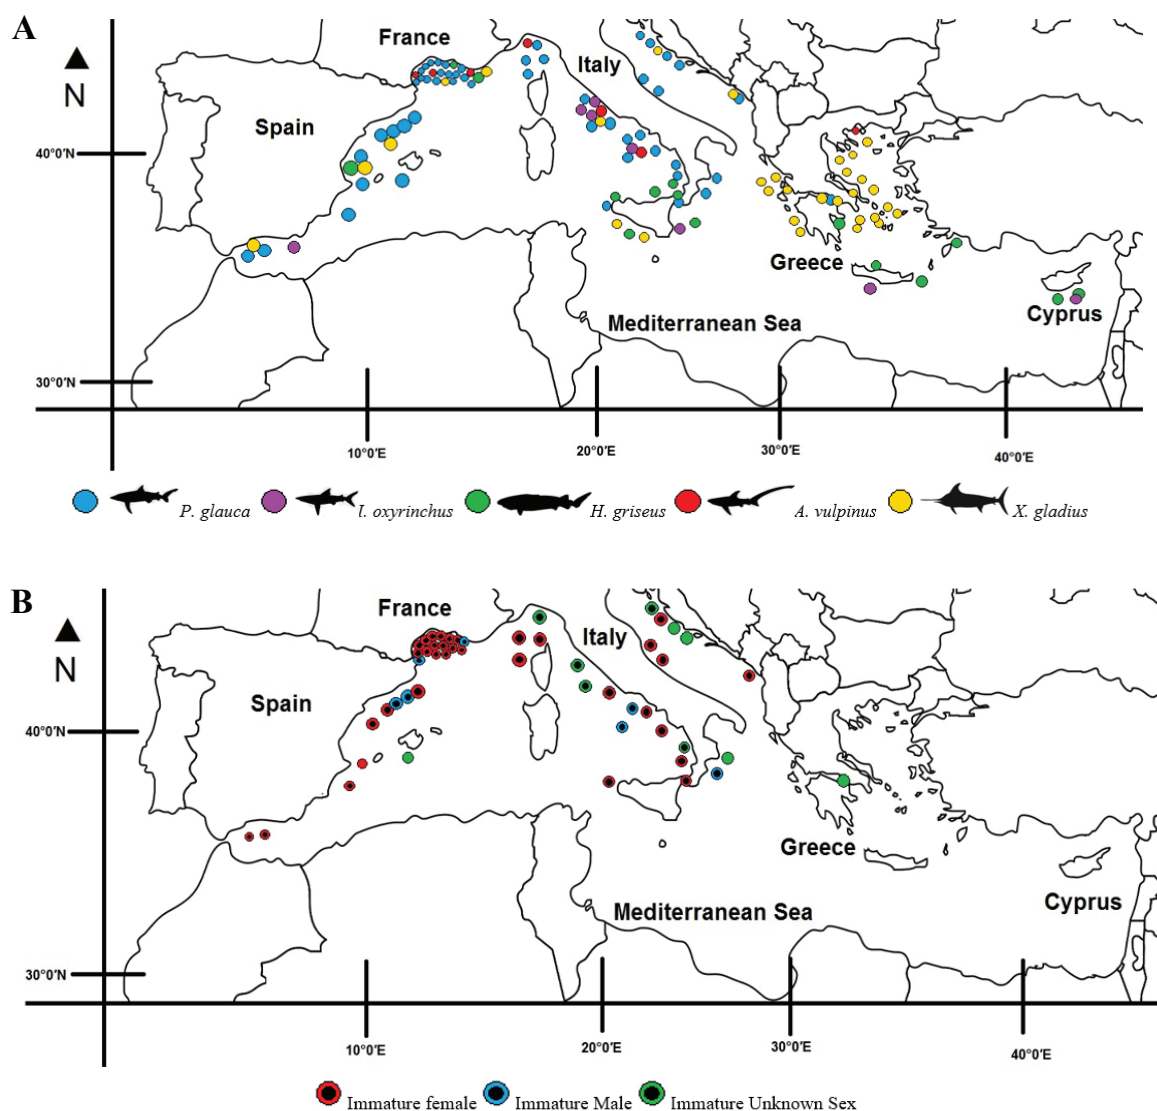 A
France
N
Italy
Spain
40°0'N
Greece
Cyprus
Mediterranean Sea
30°0'N
10°0'E
20°0'E
30°0'E
40°0'E
P. glauca
I. oxyrinchus
H. griseus
A. vulpinus
X. gladius
B
France
N
Italy
Spain
40°0'N
Greece
Cyprus
Mediterranean Sea
30°0'N
10°0'E
20°0'E
30°0'E
40°0'E
Immature female
Immature Male
Immature Unknown Sex